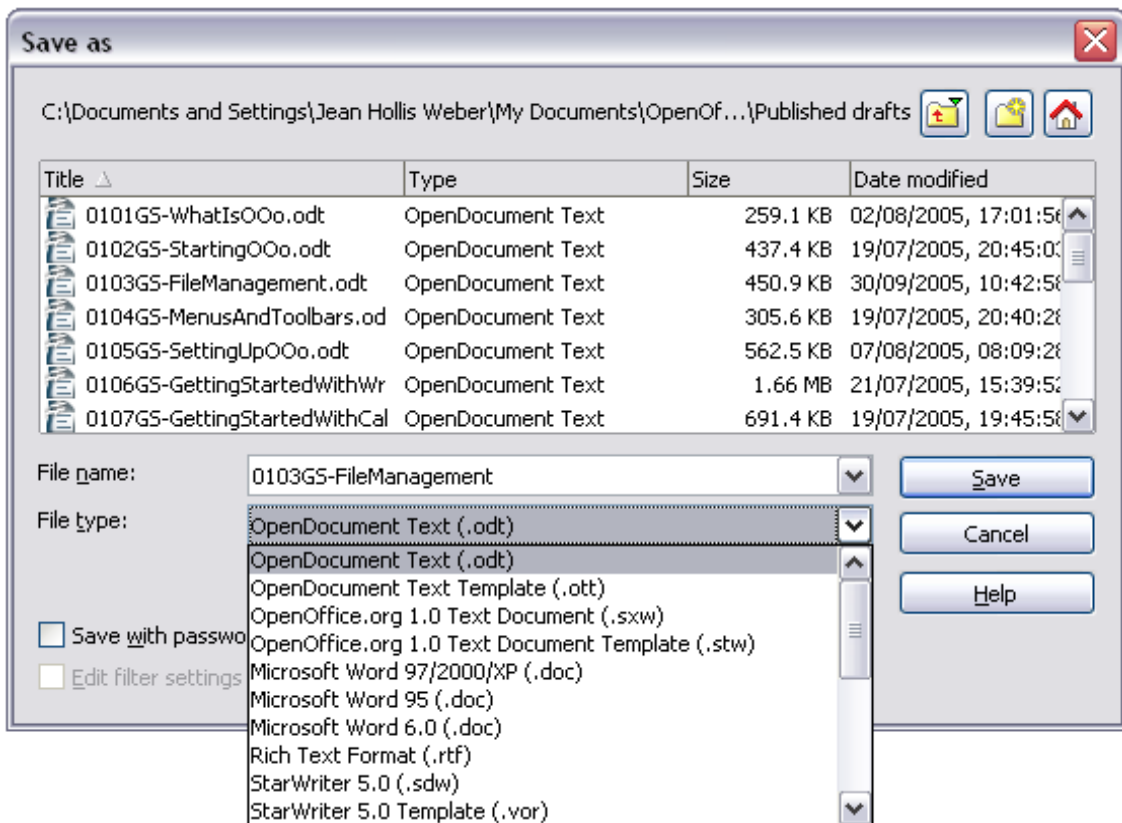 Save as
C:\Documents and Settings\Jean Hollis Weber\My Documents\OpenOf...\Published drafts
Title Type Size Date modified
0101GS-WhatIsOOo.odt OpenDocument Text 259.1 KB 02/08/2005, 17:01:56
0102GS-StartingOOo.odt OpenDocument Text 437.4 KB 19/07/2005, 20:45:03
0103GS-FileManagement.odt OpenDocument Text 450.9 KB 30/09/2005, 10:42:58
0104GS-MenusAndToolbars.od OpenDocument Text 305.6 KB 19/07/2005, 20:40:28
0105GS-SettingUpOOo.odt OpenDocument Text 562.5 KB 07/08/2005, 08:09:28
0106GS-GettingStartedWithWr OpenDocument Text 1.66 MB 21/07/2005, 15:39:52
0107GS-GettingStartedWithCal OpenDocument Text 691.4 KB 19/07/2005, 19:45:58
File name: 0103GS-FileManagement Save
File type: OpenDocument Text (.odt) Cancel
OpenDocument Text (.odt)
OpenDocument Text Template (.ott) Help
OpenOffice.org 1.0 Text Document (.sxw)
Save with passwo OpenOffice.org 1.0 Text Document Template (.stw)
Edit filter settings Microsoft Word 97/2000/XP (.doc)
Microsoft Word 95 (.doc)
Microsoft Word 6.0 (.doc)
Rich Text Format (.rtf)
StarWriter 5.0 (.sdw)
StarWriter 5.0 Template (.vor)